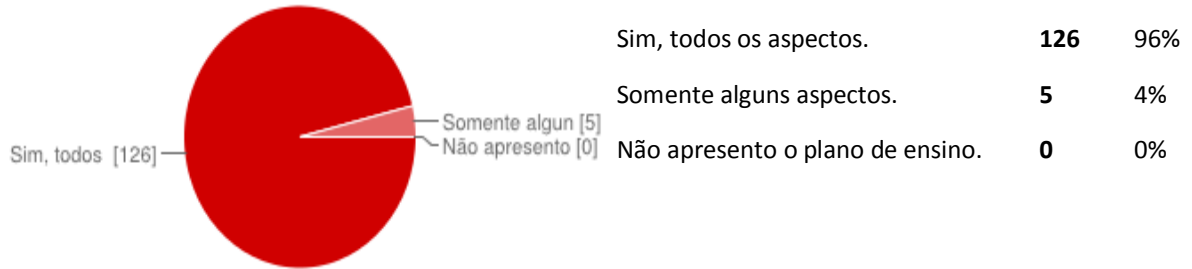 Sim, todos [126]
Somente algun [5]
Não apresento [0]
Sim, todos os aspectos. 126 96%
Somente alguns aspectos. 5 4%
Não apresento o plano de ensino. 0 0%